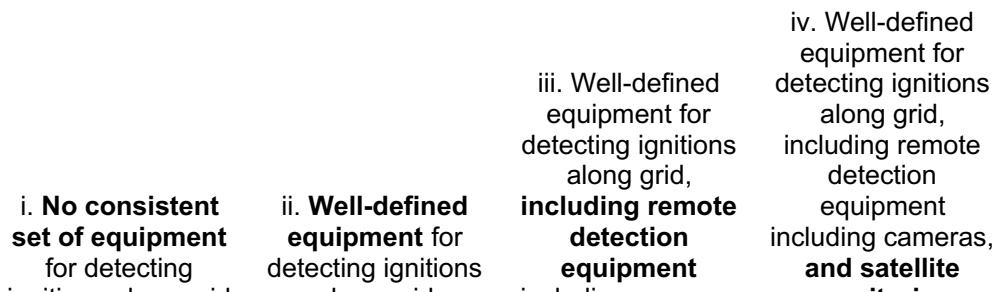 i. No consistent
set of equipment
for detecting
ii. Well-defined
equipment for
detecting ignitions
iii. Well-defined
equipment for
detecting ignitions
along grid,
including remote
detection
equipment
iv. Well-defined
equipment for
detecting ignitions
along grid,
including remote
detection
equipment
including cameras,
and satellite